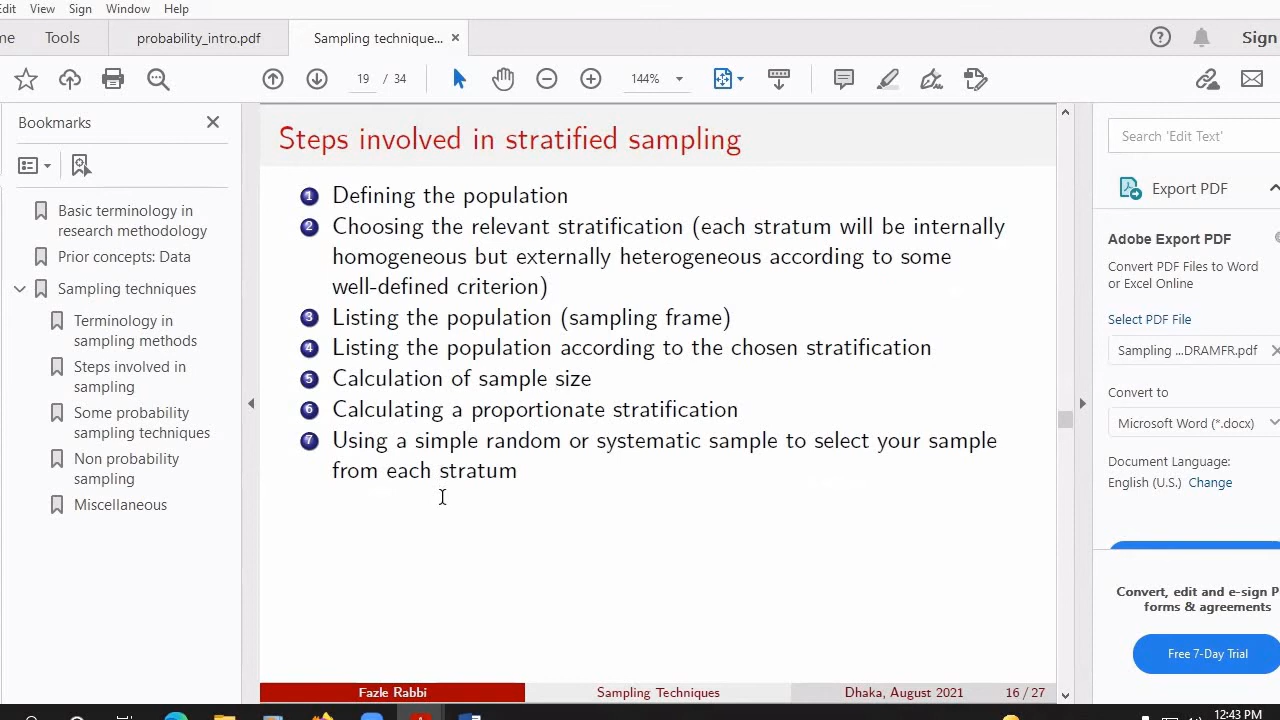 Edit View Sign Window Help
me Tools probability_intro.pdf Sampling technique... ×
Sign
19 / 34 144%
Bookmarks
Basic terminology in
research methodology
Prior concepts: Data
Sampling techniques
Terminology in
sampling methods
Steps involved in
sampling
Some probability
sampling techniques
Non probability
sampling
Miscellaneous
Steps involved in stratified sampling
1 Defining the population
2 Choosing the relevant stratification (each stratum will be internally
homogeneous but externally heterogeneous according to some
well-defined criterion)
3 Listing the population (sampling frame)
4 Listing the population according to the chosen stratification
5 Calculation of sample size
6 Calculating a proportionate stratification
7 Using a simple random or systematic sample to select your sample
from each stratum
Fazle Rabbi Sampling Techniques Dhaka, August 2021 16 / 27
Search 'Edit Text'
Export PDF
Adobe Export PDF
Convert PDF Files to Word
or Excel Online
Select PDF File
Sampling ...DRAMFR.pdf
Convert to
Microsoft Word (*.docx)
Document Language:
English (U.S.) Change
Convert, edit and e-sign P
forms & agreements
Free 7-Day Trial
12:43 PM